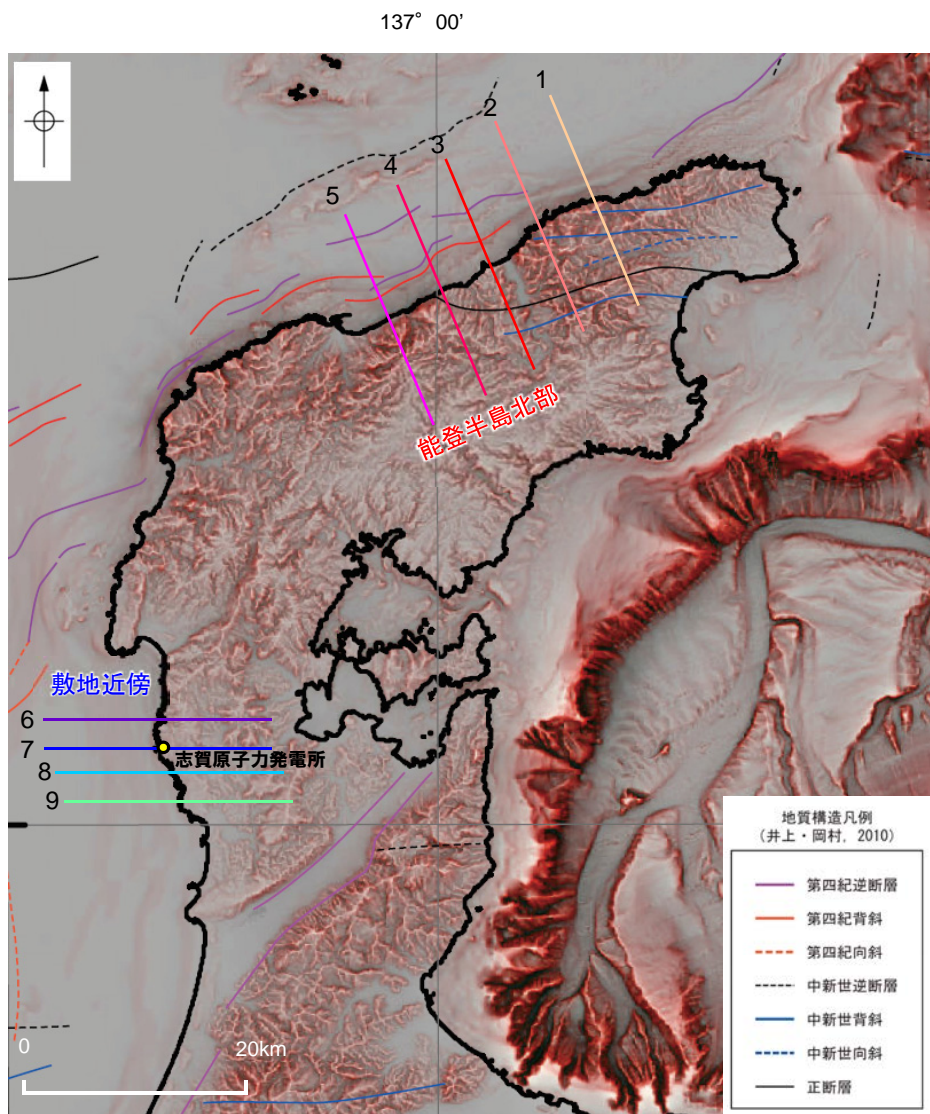 137° 00'
1
2
3
4
5
能登半島北部
敷地近傍
6
7
志賀原子力発電所
8
9
地質構造凡例
(井上・岡村, 2010)
第四紀逆断層
第四紀背斜
第四紀向斜
中新世逆断層
中新世背斜
中新世向斜
正断層
0
20km